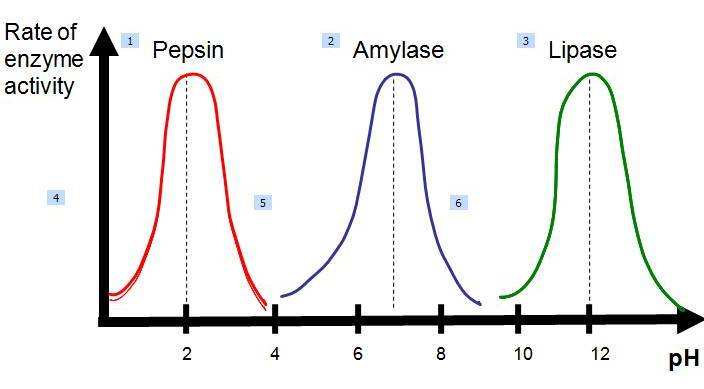 Rate of
enzyme
activity
1 Pepsin
2 Amylase
3 Lipase
4
5
6
2 4 6 8 10 12
pH